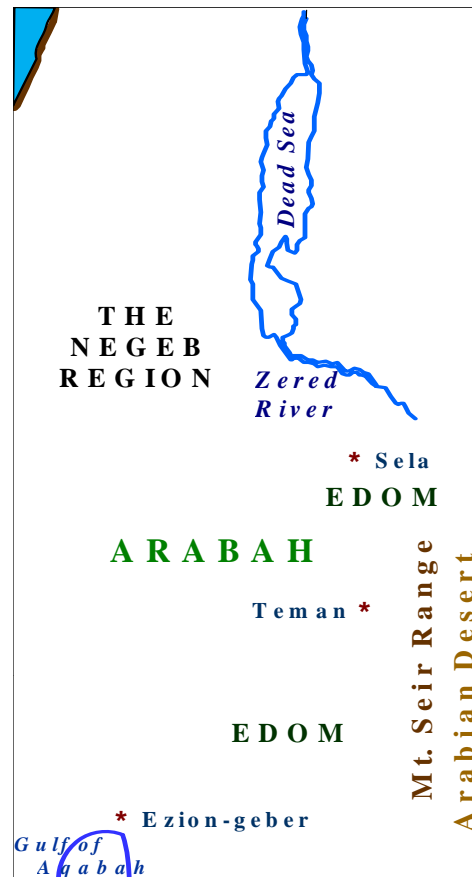 Dead Sea
THE
NEGEB
REGION
Zered
River
* Sela
EDOM
ARABAH
Mt. Seir Range
Arabian Desert
Teman *
EDOM
* Ezion-geber
Gulf of
Aqabah